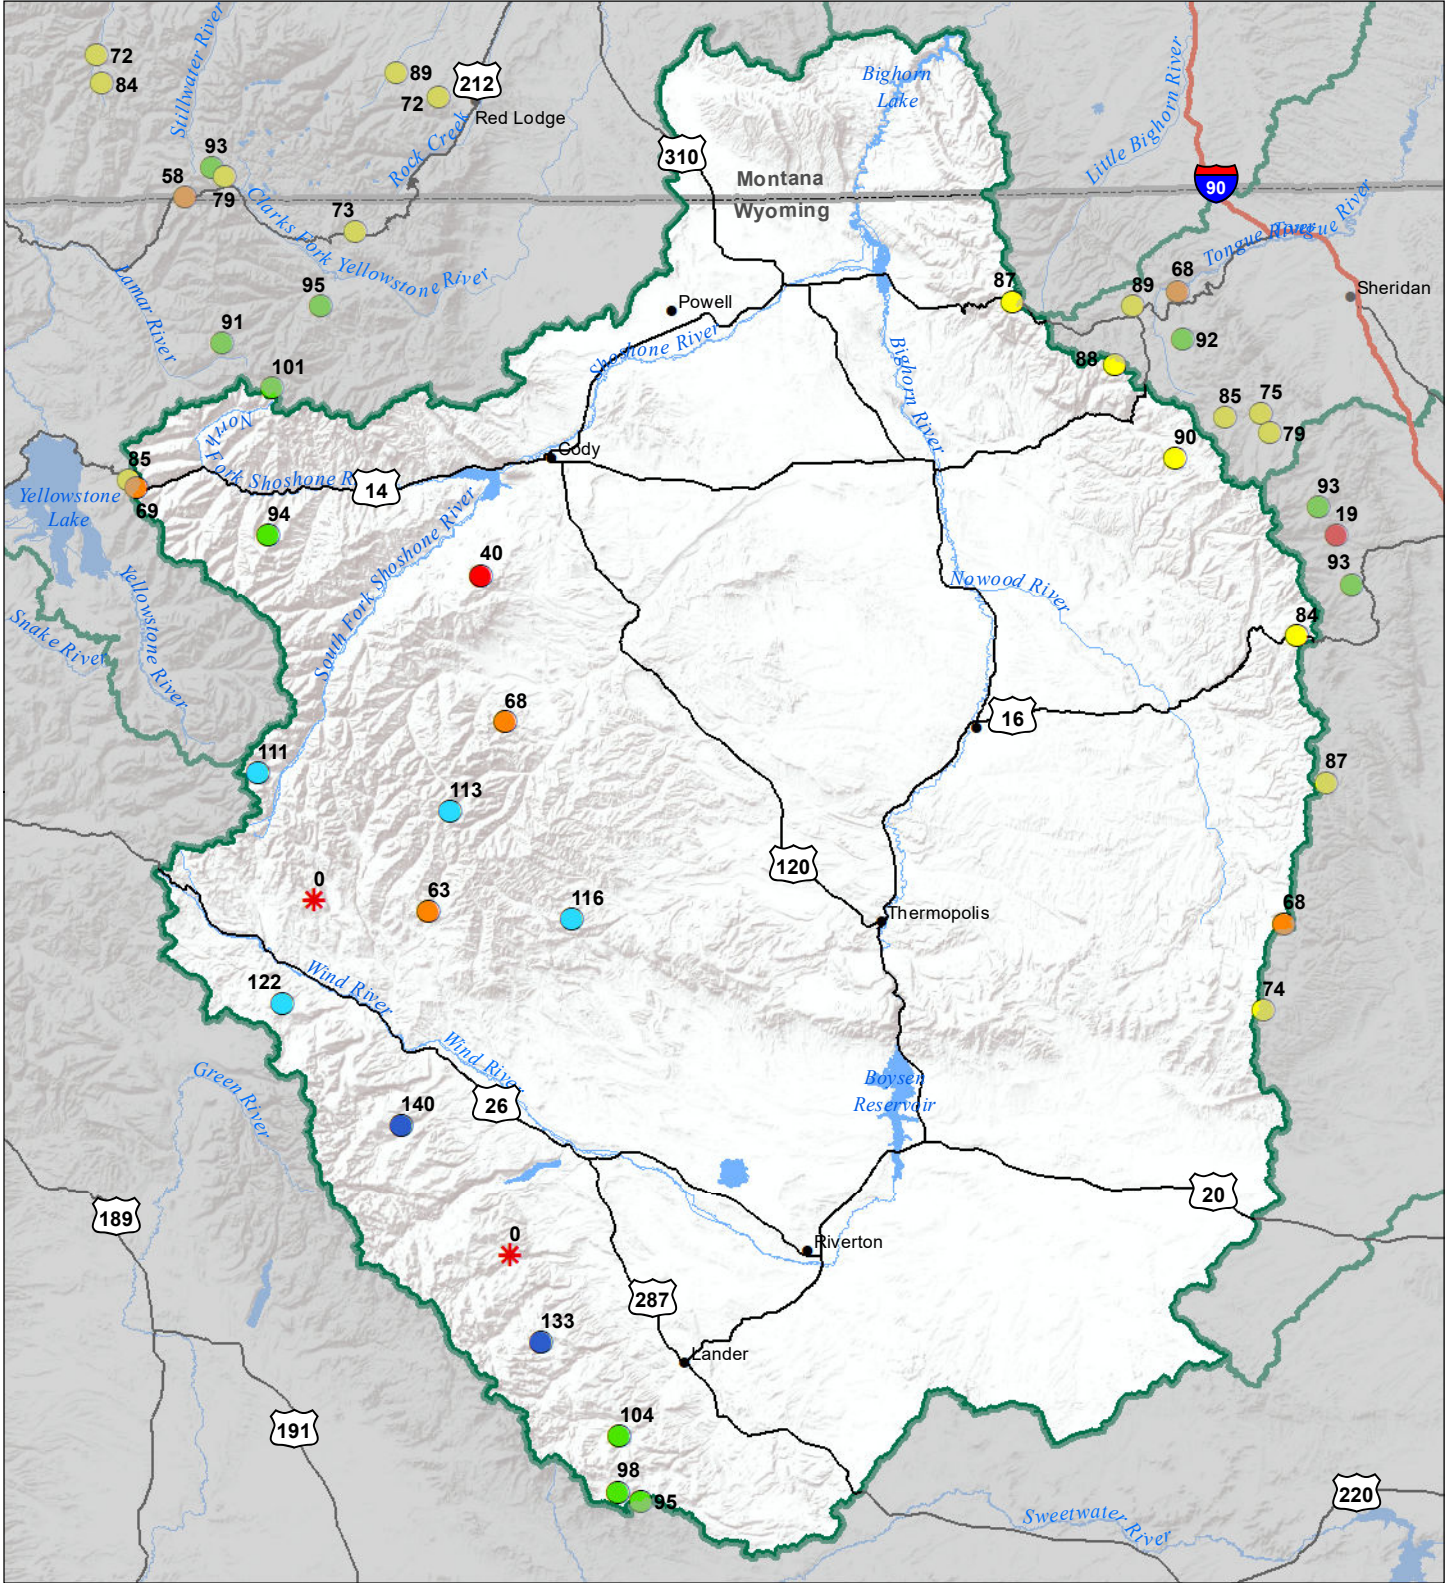 72
84
Stillwater River
89
72
212
Red Lodge
Rock Creek
Bighorn
Lake
Little Bighorn River
93
58
79
310
Montana
Wyoming
90
Clarks Fork Yellowstone River
73
Tongue River
Tongue River
Lamar River
95
91
101
Powell
Shoshone River
87
89
68
Sheridan
92
88
Bighorn River
85
75
79
90
North
Fork Shoshone R
14
Cody
85
69
Yellowstone
Lake
94
South Fork Shoshone River
40
93
19
93
Nowood River
84
Yellowstone River
Snake River
68
16
111
113
87
120
0
63
116
Thermopolis
68
122
Wind River
74
Wind River
Green River
140
26
Boysen
Reservoir
189
20
0
Riverton
287
133
Lander
104
191
98
95
220
Sweetwater River